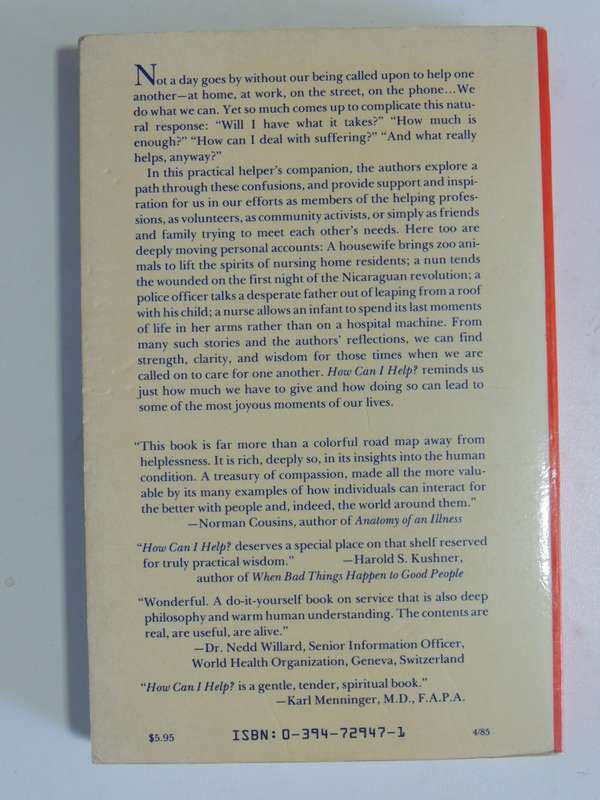 Not a day goes by without our being called upon to help one
another—at home, at work, on the street, on the phone...We
do what we can. Yet so much comes up to complicate this natu-
ral response: “Will I have what it takes?” “How much is
enough?” “How can I deal with suffering?” “And what really
helps, anyway?”
In this practical helper’s companion, the authors explore a
path through these confusions, and provide support and inspi-
ration for us in our efforts as members of the helping profes-
sions, as volunteers, as community activists, or simply as friends
and family trying to meet each other’s needs. Here too are
deeply moving personal accounts: A housewife brings zoo ani-
mals to lift the spirits of nursing home residents; a nun tends
the wounded on the first night of the Nicaraguan revolution; a
police officer talks a desperate father out of leaping from a roof
with his child; a nurse allows an infant to spend its last moments
of life in her arms rather than on a hospital machine. From
many such stories and the authors’ reflections, we can find
strength, clarity, and wisdom for those times when we are
called on to care for one another. How Can I Help? reminds us
just how much we have to give and how doing so can lead to
some of the most joyous moments of our lives.
“This book is far more than a colorful road map away from
helplessness. It is rich, deeply so, in its insights into the human
condition. A treasury of compassion, made all the more valu-
able by its many examples of how individuals can interact for
the better with people and, indeed, the world around them.”
—Norman Cousins, author of Anatomy of an Illness
“How Can I Help? deserves a special place on that shelf reserved
for truly practical wisdom.” —Harold S. Kushner,
author of When Bad Things Happen to Good People
“Wonderful. A do-it-yourself book on service that is also deep
philosophy and warm human understanding. The contents are
real, are useful, are alive.”
—Dr. Nedd Willard, Senior Information Officer,
World Health Organization, Geneva, Switzerland
“How Can I Help? is a gentle, tender, spiritual book.”
—Karl Menninger, M.D., F.A.P.A.
$5.95 ISBN: 0-394-72947-1 4/85